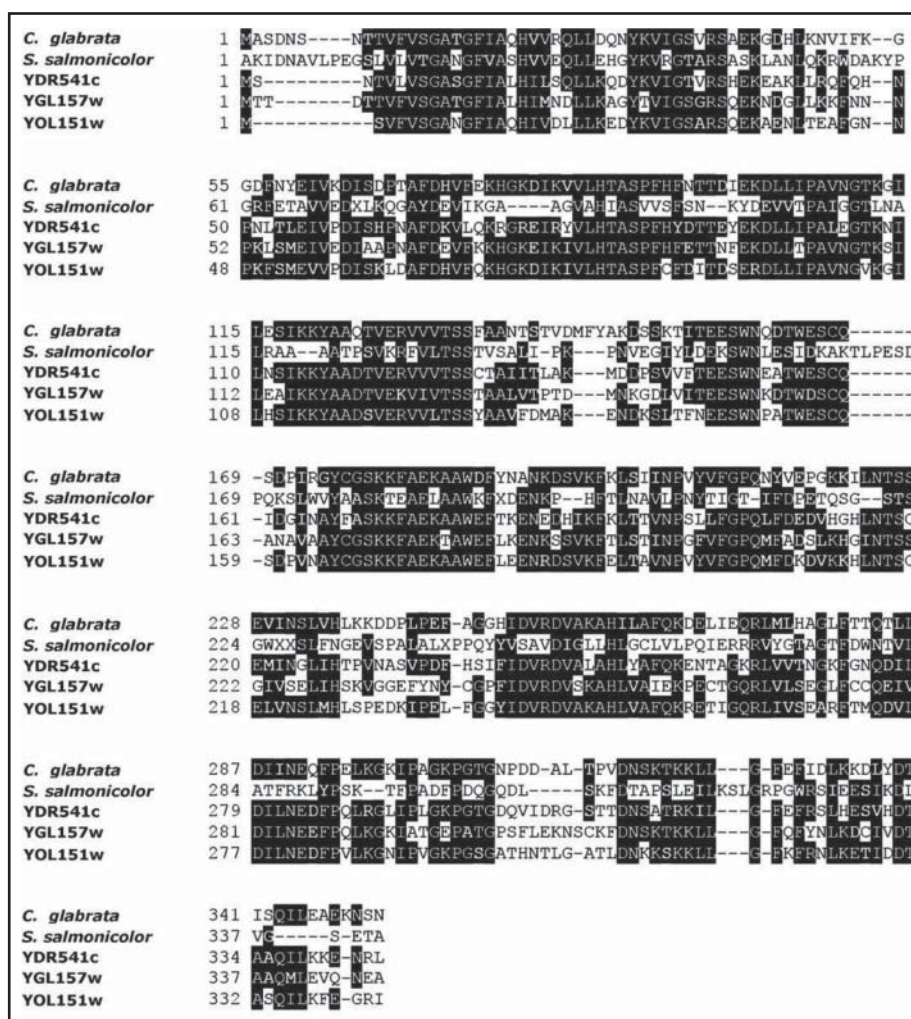 C. glabrata 1 MASDNS----NTTVFVSGATGFIAQHVVRQLLDQNYKVIGSVRSAEKGDHLKNVIFK--G
S. salmonicolor 1 AKIDNAVLPEGSLVLVTGANGFVASHVVEQLLEHGYKVRGTARSASKLANLQKRWDAKYP
YDR541c 1 MS--------NTVLVSGASGFIALHILSQLLKQDYKVIGTVRSHEKEAKLLRQFQH--N
YGL157w 1 MTT-------DTTVFVSGATGFIALHIMNDLLKAGYTVIGSGRSQEKNDGLLKKFNN--N
YOL151w 1 M-----------SVFVSGANGFIAQHIVDLLLKEDYKVIGSARSQEKAENLTEAFGN--N
C. glabrata 55 GDFNYEIVKDISDPTAFDHVFEKHGKDIKVVLHTASPFHFNTTDIEKDLLIPAVNGTKGI
S. salmonicolor 61 GRFETAVVEDXLKQGAYDEVIKGA----AGVAHIASVVSFSN--KYDEVVTPAIGGTLNA
YDR541c 50 PNLTLEIVPDISHPNAFDKVLQKRGREIRYVLHTASPFHYDTTEYEKDLLIPALEGTKNI
YGL157w 52 PKLSMEIVEDIAAPNAFDEVFKKHGKEIKIVLHTASPFHFETTNFEKDLLTPAVNGTKSI
YOL151w 48 PKFSMEVVPDISKLDAFDHVFQKHGKDIKIVLHTASPFCFDITDSERDLLIPAVNGVKGI
C. glabrata 115 LESIKKYAAQTVERVVVTSSFAANTSTVDMFYAKDSSKTITEESWNQDTWESCQ------
S. salmonicolor 115 LRAA--AATPSVKRFVLTSSTVSALI-PK---PNVEGIYLDEKSWNLESIDKAKTLPESD
YDR541c 110 LNSIKKYAADTVERVVVTSSCTAIITLAK---MDDPSVVFTEESWNEATWESCQ------
YGL157w 112 LEAIKKYAADTVEKVIVTSSTAALVTPTD---MNKGDLVITEESWNKDTWDSCQ------
YOL151w 108 LHSIKKYAADSVERVVLTSSYAAVFDMAK---ENDKSLTFNEESWNPATWESCQ------
C. glabrata 169 -SDPIRGYCGSKKFAEKAAWDFYNANKDSVKFKLSIINPVYVFGPQNYVEPGKKILNTSS
S. salmonicolor 169 PQKSLWVYAASKTEAELAAWKFXDENKP--HFTLNAVLPNYTIGT-IFDPETQSG--STS
YDR541c 161 -IDGINAYFASKKFAEKAAWEFTKENEDHIKFKLTTVNPSLLFGPQLFDEDVHGHLNTSC
YGL157w 163 -ANAVAAYCGSKKFAEKTAWEFLKENKSSVKFTLSTINPGFVFGPQMFADSLKHGINTSS
YOL151w 159 -SDPVNAYCGSKKFAEKAAWEFLEENRDSVKFELTAVNPVYVFGPQMFDKDVKKHLNTSC
C. glabrata 228 EVINSLVHLKKDDPLPEF-AGGHIDVRDVAKAHILAFQKDELIEQRLMLHAGLFTTQTLL
S. salmonicolor 224 GWXXSLFNGEVSPALALXPPQYYVSAVDIGLLHLGCLVLPQIERRRVYGTAGTFDWNTVL
YDR541c 220 EMINGLIHTPVNASVPDF-HSIFIDVRDVALAHLYAFQKENTAGKRLVVTNGKFGNQDIL
YGL157w 222 GIVSELIHSKVGGEFYNY-CGPFIDVRDVSKAHLVAIEKPECTGQRLVLSEGLFCCQEIV
YOL151w 218 ELVNSLMHLSPEDKIPEL-FGGYIDVRDVAKAHLVAFQKRETIGQRLIVSEARFTMQDVL
C. glabrata 287 DIINEQFPELKGKIPAGKPGTGNPDD-AL-TPVDNSKTKKLL---G-FEFIDLKKDLYDT
S. salmonicolor 284 ATFRKLYPSK--TFPADFPDQGQDL-----SKFDTAPSLEILKSLGRPGWRSIEESIKDI
YDR541c 279 DILNEDFPQLRGLIPLGKPGTGDQVIDRG-STTDNSATRKIL---G-FEFRSLHESVHDT
YGL157w 281 DILNEEFPQLKGKIATGEPATGPSFLEKNSCKFDNSKTKKLL---G-FQFYNLKDCIVDT
YOL151w 277 DILNEDFPVLKGNIPVGKPGSGATHNTLG-ATLDNKKSKKLL---G-FKFRNLKETIDDT
C. glabrata 341 ISQILEAEKNSN
S. salmonicolor 337 VG-----S-ETA
YDR541c 334 AAQILKKE-NRL
YGL157w 337 AAQMLEVQ-NEA
YOL151w 332 ASQILKFE-GRI